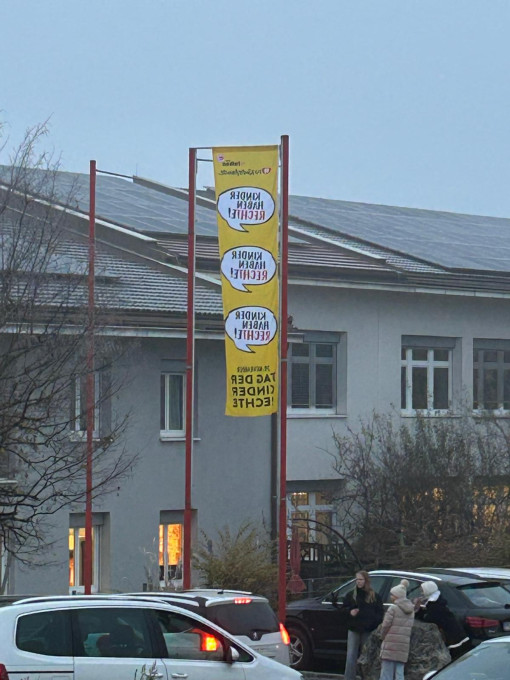 KINDER
HABEN
RECHTE!
KINDER
HABEN
RECHTE!
KINDER
HABEN
RECHTE!
20. NOVEMBER
TAG DER
KINDER
RECHTE